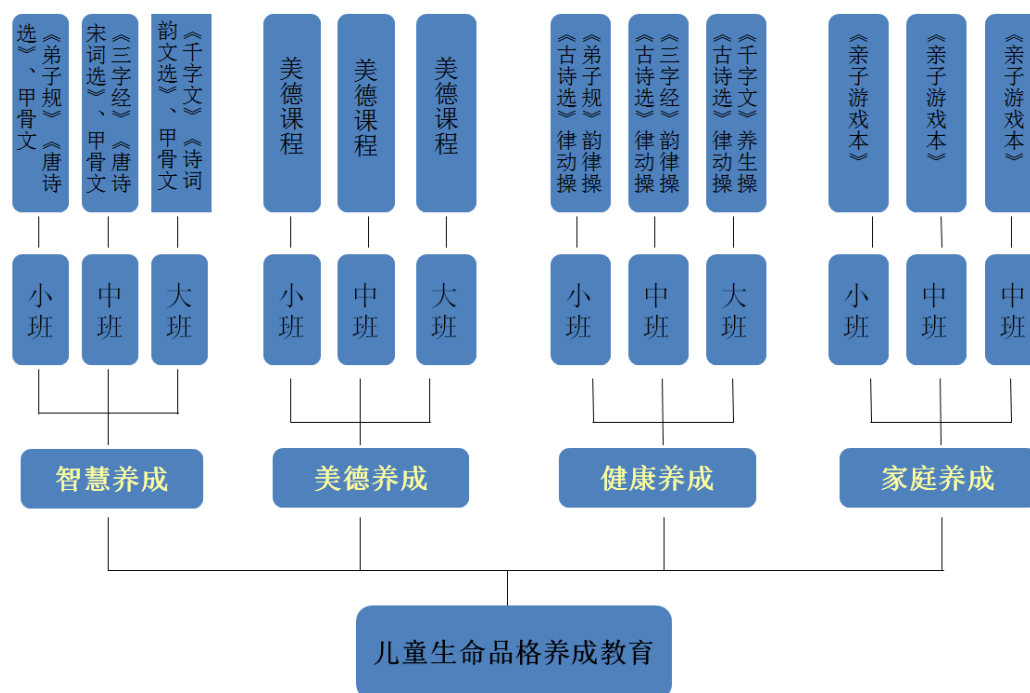 《弟子规》《唐诗
选》、甲骨文
《三字经》《唐诗
宋词选》、甲骨文
《千字文》《诗词
韵文选》、甲骨文
美德课程
美德课程
美德课程
《弟子规》韵律操
《古诗选》律动操
《三字经》韵律操
《古诗选》律动操
《千字文》养生操
《古诗选》律动操
《亲子游戏本》
《亲子游戏本》
《亲子游戏本》
小班
中班
大班
小班
中班
大班
小班
中班
大班
小班
中班
中班
智慧养成
美德养成
健康养成
家庭养成
儿童生命品格养成教育